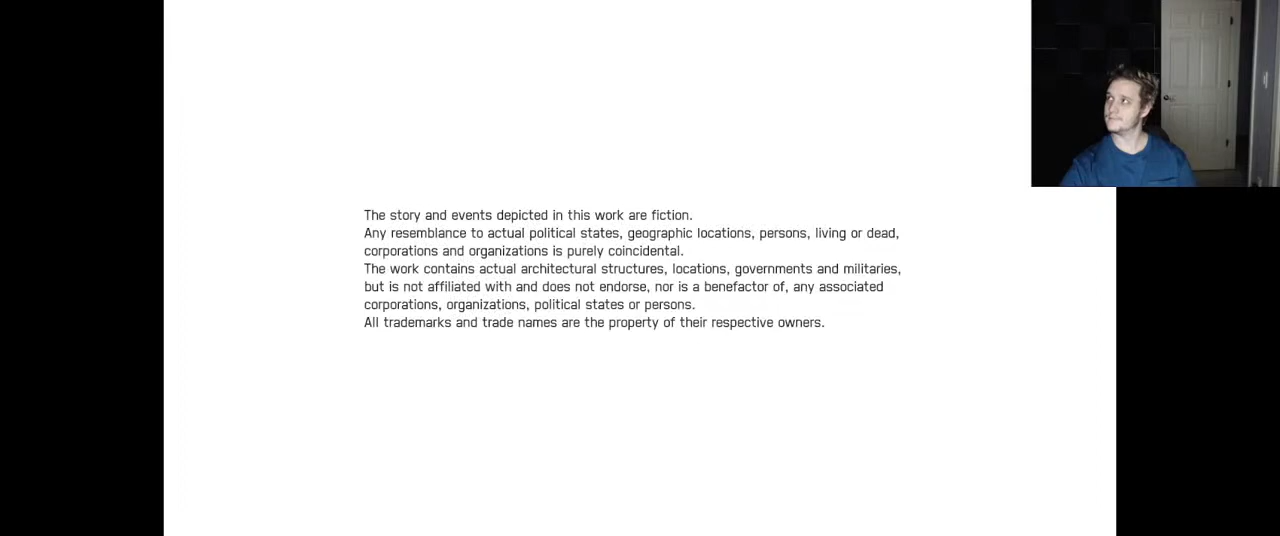 The story and events depicted in this work are fiction.
Any resemblance to actual political states, geographic locations, persons, living or dead,
corporations and organizations is purely coincidental.
The work contains actual architectural structures, locations, governments and militaries,
but is not affiliated with and does not endorse, nor is a benefactor of, any associated
corporations, organizations, political states or persons.
All trademarks and trade names are the property of their respective owners.